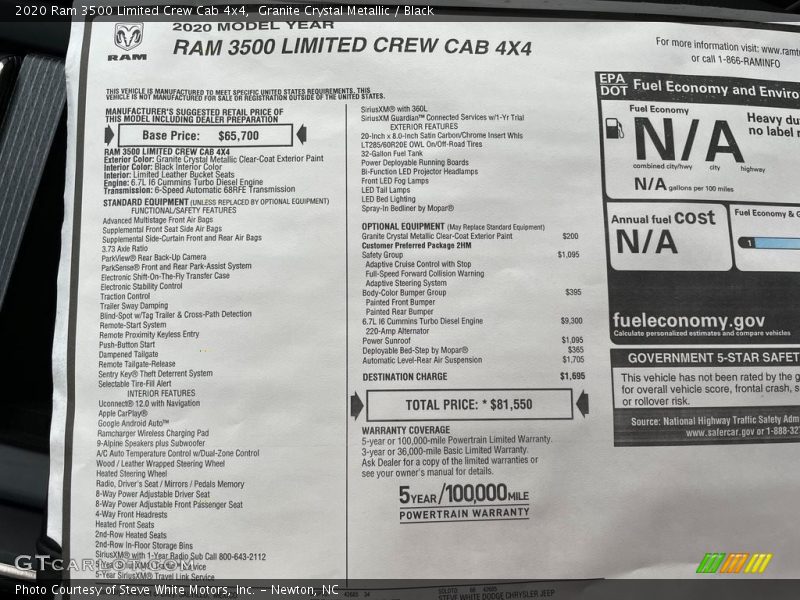 2020 Ram 3500 Limited Crew Cab 4x4, Granite Crystal Metallic / Black
RAM
2020 MODEL YEAR
RAM 3500 LIMITED CREW CAB 4X4
THIS VEHICLE IS MANUFACTURED TO MEET SPECIFIC UNITED STATES REQUIREMENTS. THIS
VEHICLE IS NOT MANUFACTURED FOR SALE OR REGISTRATION OUTSIDE OF THE UNITED STATES.
MANUFACTURER'S SUGGESTED RETAIL PRICE OF
THIS MODEL INCLUDING DEALER PREPARATION
Base Price: $65,700
RAM 3500 LIMITED CREW CAB 4X4
Exterior Color: Granite Crystal Metallic Clear-Coat Exterior Paint
Interior Color: Black Interior Color
Interior: Limited Leather Bucket Seats
Engine: 6.7L I6 Cummins Turbo Diesel Engine
Transmission: 6-Speed Automatic 68RFE Transmission
STANDARD EQUIPMENT (UNLESS REPLACED BY OPTIONAL EQUIPMENT)
FUNCTIONAL/SAFETY FEATURES
Advanced Multistage Front Air Bags
Supplemental Front Seat Side Air Bags
Supplemental Side-Curtain Front and Rear Air Bags
3.73 Axle Ratio
ParkView® Rear Back-Up Camera
ParkSense® Front and Rear Park-Assist System
Electronic Shift-On-The-Fly Transfer Case
Electronic Stability Control
Traction Control
Trailer Sway Damping
Blind-Spot w/Tag Trailer & Cross-Path Detection
Remote-Start System
Remote Proximity Keyless Entry
Push-Button Start
Dampened Tailgate
Remote Tailgate-Release
Sentry Key® Theft Deterrent System
Selectable Tire-Fill Alert
INTERIOR FEATURES
Uconnect® 12.0 with Navigation
Apple CarPlay®
Google Android Auto™
Ramcharger Wireless Charging Pad
9-Alpine Speakers plus Subwoofer
A/C Auto Temperature Control w/Dual-Zone Control
Wood / Leather Wrapped Steering Wheel
Heated Steering Wheel
Radio, Driver's Seat / Mirrors / Pedals Memory
8-Way Power Adjustable Driver Seat
8-Way Power Adjustable Front Passenger Seat
4-Way Front Headrests
Heated Front Seats
2nd-Row Heated Seats
2nd-Row In-Floor Storage Bins
SiriusXM® with 1-Year Radio Sub Call 800-643-2112
5-Year SiriusXM® Travel Link Service
SiriusXM® with 360L
SiriusXM Guardian™ Connected Services w/1-Yr Trial
EXTERIOR FEATURES
20-Inch x 8.0-Inch Satin Carbon/Chrome Insert Whls
LT285/60R20E OWL On/Off-Road Tires
32-Gallon Fuel Tank
Power Deployable Running Boards
Bi-Function LED Projector Headlamps
Front LED Fog Lamps
LED Tail Lamps
LED Bed Lighting
Spray-In Bedliner by Mopar®
OPTIONAL EQUIPMENT (May Replace Standard Equipment)
Granite Crystal Metallic Clear-Coat Exterior Paint $200
Customer Preferred Package 2HM
Safety Group $1,095
Adaptive Cruise Control with Stop
Full-Speed Forward Collision Warning
Adaptive Steering System
Body-Color Bumper Group $395
Painted Front Bumper
Painted Rear Bumper
6.7L I6 Cummins Turbo Diesel Engine $9,300
220-Amp Alternator
Power Sunroof $1,095
Deployable Bed-Step by Mopar® $365
Automatic Level-Rear Air Suspension $1,705
DESTINATION CHARGE $1,695
TOTAL PRICE: * $81,550
WARRANTY COVERAGE
5-year or 100,000-mile Powertrain Limited Warranty.
3-year or 36,000-mile Basic Limited Warranty.
Ask Dealer for a copy of the limited warranties or
see your owner's manual for details.
5 YEAR/100,000 MILE
POWERTRAIN WARRANTY
For more information visit: www.ramt
or call 1-866-RAMINFO
EPA
DOT Fuel Economy and Enviro
Fuel Economy
N/A
combined city/hwy city highway
N/A gallons per 100 miles
Heavy du
no label r
Annual fuel cost
N/A
Fuel Economy & G
1
fueleconomy.gov
Calculate personalized estimates and compare vehicles
GOVERNMENT 5-STAR SAFET
This vehicle has not been rated by the g
for overall vehicle score, frontal crash, s
or rollover risk.
Source: National Highway Traffic Safety Adm
www.safercar.gov or 1-888-327
STEVE WHITE DODGE CHRYSLER JEEP
GTCARLOT.COM
Photo Courtesy of Steve White Motors, Inc. – Newton, NC